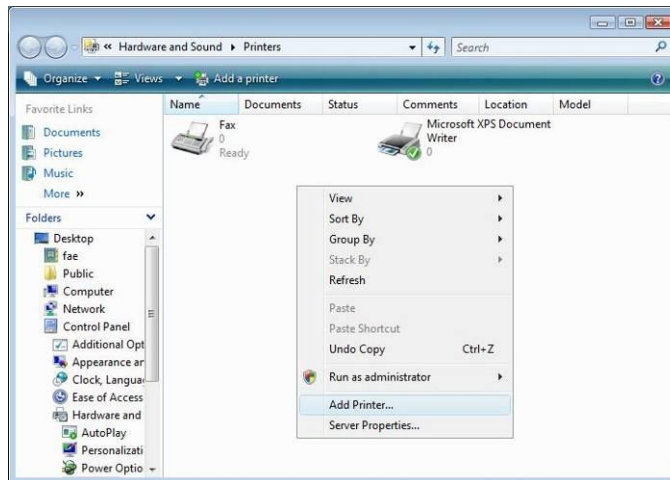 « Hardware and Sound ▸ Printers
Search
Organize
Views
Add a printer
Favorite Links
Documents
Pictures
Music
More »
Folders
Desktop
fae
Public
Computer
Network
Control Panel
Additional Opt
Appearance ar
Clock, Langua
Ease of Access
Hardware and
AutoPlay
Personalizati
Power Optio
Name Documents Status Comments Location Model
Fax
0
Ready
Microsoft XPS Document
Writer
0
View
Sort By
Group By
Stack By
Refresh
Paste
Paste Shortcut
Undo Copy Ctrl+Z
Run as administrator
Add Printer...
Server Properties...